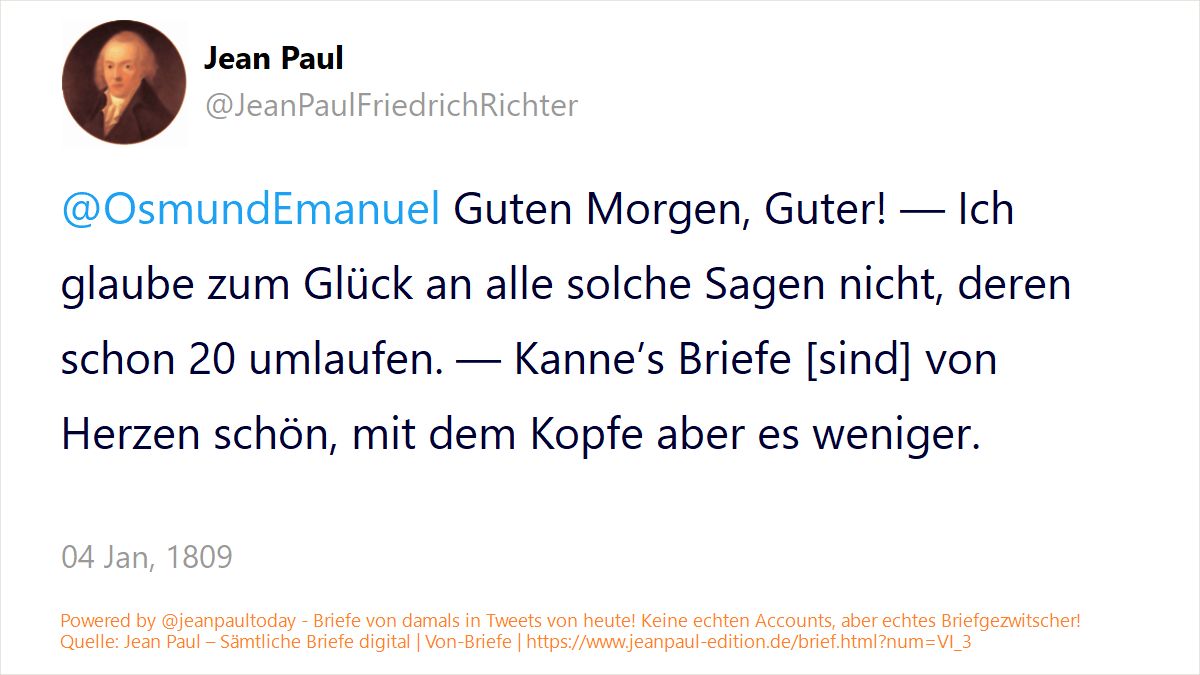 Jean Paul
@JeanPaulFriedrichRichter
@OsmundEmanuel Guten Morgen, Guter! — Ich
glaube zum Glück an alle solche Sagen nicht, deren
schon 20 umlaufen. — Kanne’s Briefe [sind] von
Herzen schön, mit dem Kopfe aber es weniger.
04 Jan, 1809
Powered by @jeanpaultoday - Briefe von damals in Tweets von heute! Keine echten Accounts, aber echtes Briefgezwitscher!
Quelle: Jean Paul – Sämtliche Briefe digital | Von-Briefe | https://www.jeanpaul-edition.de/brief.html?num=VI_3